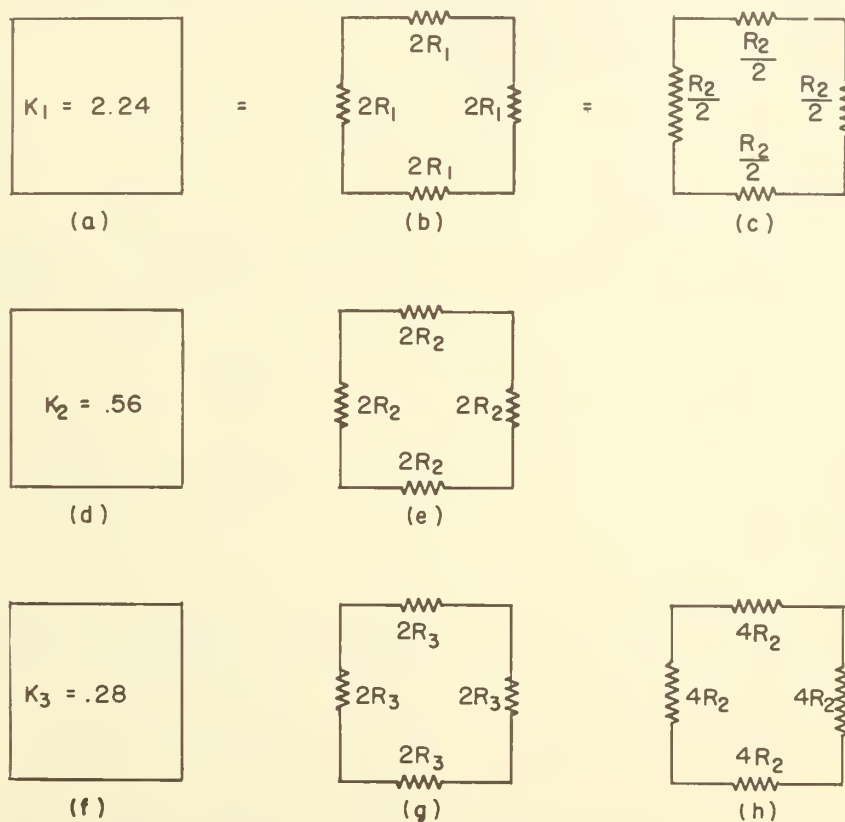 2R₁
R₂/2
K₁ = 2.24
=
2R₁
2R₁
=
R₂/2
R₂/2
2R₁
R₂/2
(a)
(b)
(c)
2R₂
K₂ = .56
2R₂
2R₂
2R₂
(d)
(e)
2R₃
4R₂
K₃ = .28
2R₃
2R₃
4R₂
4R₂
2R₃
4R₂
(f)
(g)
(h)